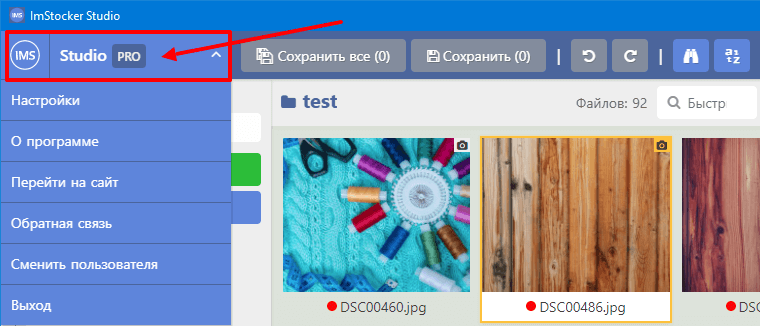 IMS ImStocker Studio
IMS Studio PRO Сохранить все (0) Сохранить (0) | |
Настройки
test Файлов: 92 Быстр
О программе
Перейти на сайт
Обратная связь
Сменить пользователя
Выход
DSC00460.jpg DSC00486.jpg DSC